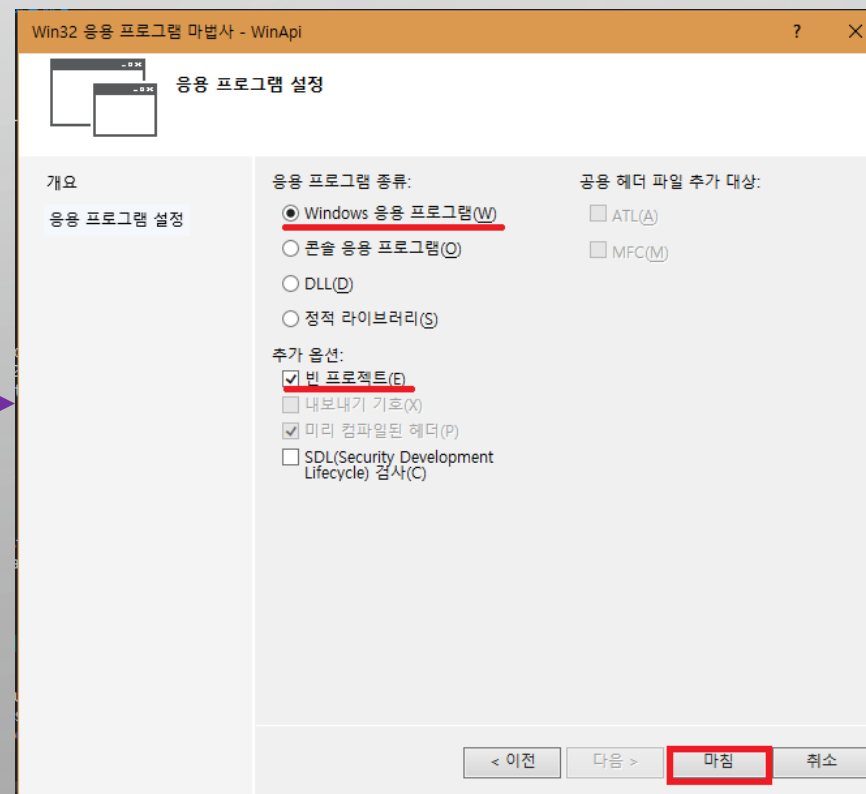 Win32 응용 프로그램 마법사 - WinApi
응용 프로그램 설정
개요
응용 프로그램 설정
응용 프로그램 종류:
Windows 응용 프로그램(W)
콘솔 응용 프로그램(O)
DLL(D)
정적 라이브러리(S)
추가 옵션:
빈 프로젝트(E)
내보내기 기호(X)
미리 컴파일된 헤더(P)
SDL(Security Development
Lifecycle) 검사(C)
공용 헤더 파일 추가 대상:
ATL(A)
MFC(M)
< 이전
다음 >
마침
취소